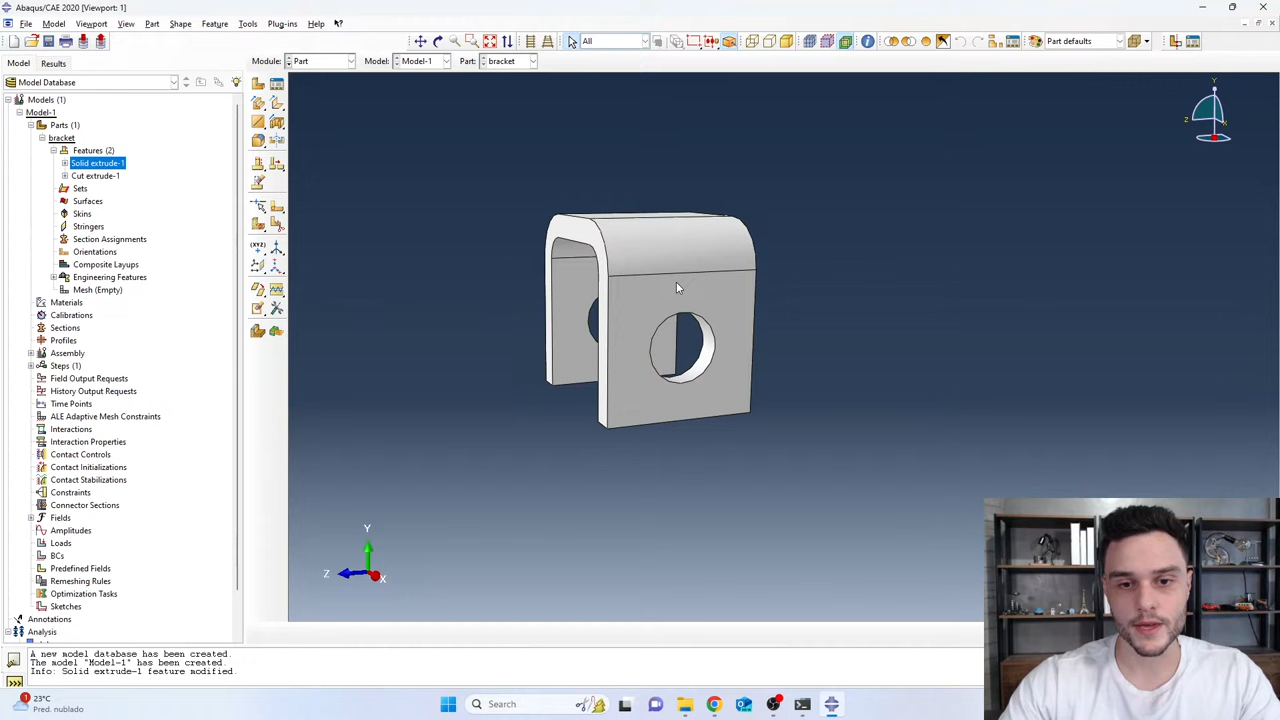 Abaqus/CAE 2020 [Viewport: 1]
File Model Viewport View Part Shape Feature Tools Plug-ins Help
All
Part defaults
Model Results
Module: Part Model: Model-1 Part: bracket
Model Database
Models (1)
Model-1
Parts (1)
bracket
Features (2)
Solid extrude-1
Cut extrude-1
Sets
Surfaces
Skins
Stringers
Section Assignments
Orientations
Composite Layups
Engineering Features
Mesh (Empty)
Materials
Calibrations
Sections
Profiles
Assembly
Steps (1)
Field Output Requests
History Output Requests
Time Points
ALE Adaptive Mesh Constraints
Interactions
Interaction Properties
Contact Controls
Contact Initializations
Contact Stabilizations
Constraints
Connector Sections
Fields
Amplitudes
Loads
BCs
Predefined Fields
Remeshing Rules
Optimization Tasks
Sketches
Annotations
Analysis
(XYZ)
Y
Z
X
Y
Z
X
A new model database has been created.
The model "Model-1" has been created.
Info: Solid extrude-1 feature modified.
>>>
1
23°C
Pred. nublado
Search